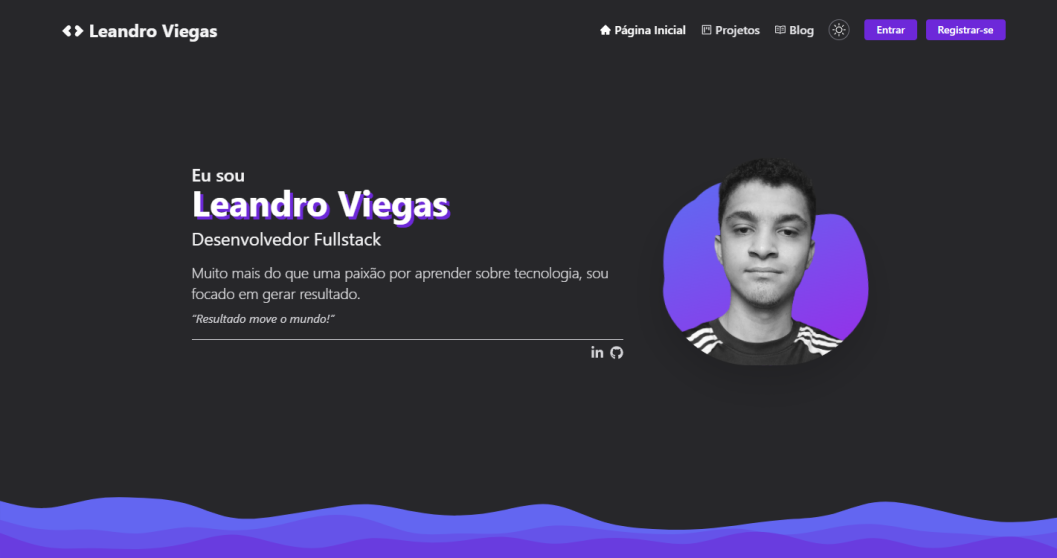 Leandro Viegas
Página Inicial
Projetos
Blog
Entrar
Registrar-se
Eu sou
Leandro Viegas
Desenvolvedor Fullstack
Muito mais do que uma paixão por aprender sobre tecnologia, sou
focado em gerar resultado.
"Resultado move o mundo!"
in